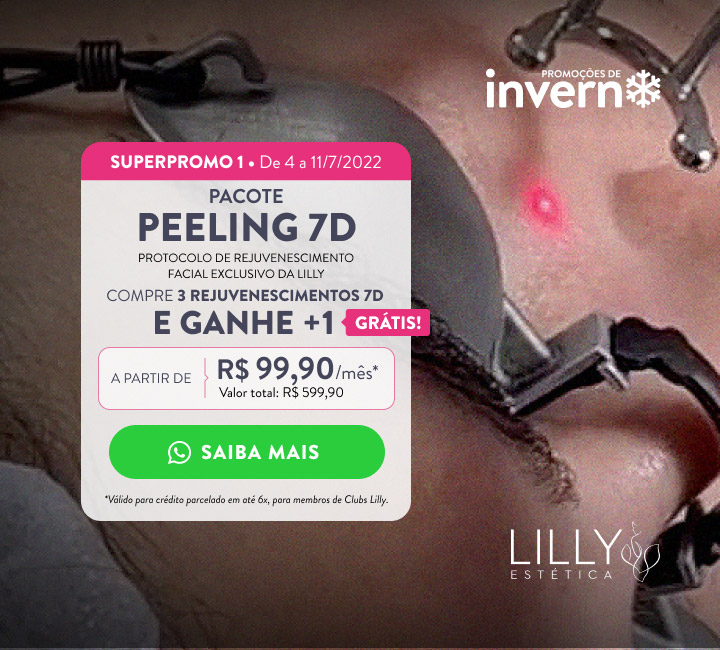 PROMOÇÕES DE
inverno
SUPERPROMO 1 • De 4 a 11/7/2022
PACOTE
PEELING 7D
PROTOCOLO DE REJUVENESCIMENTO
FACIAL EXCLUSIVO DA LILLY
COMPRE 3 REJUVENESCIMENTOS 7D
E GANHE +1 GRÁTIS!
A PARTIR DE R$ 99,90/mês*
Valor total: R$ 599,90
SAIBA MAIS
*Válido para crédito parcelado em até 6x, para membros de Clubs Lilly.
LILLY
ESTÉTICA